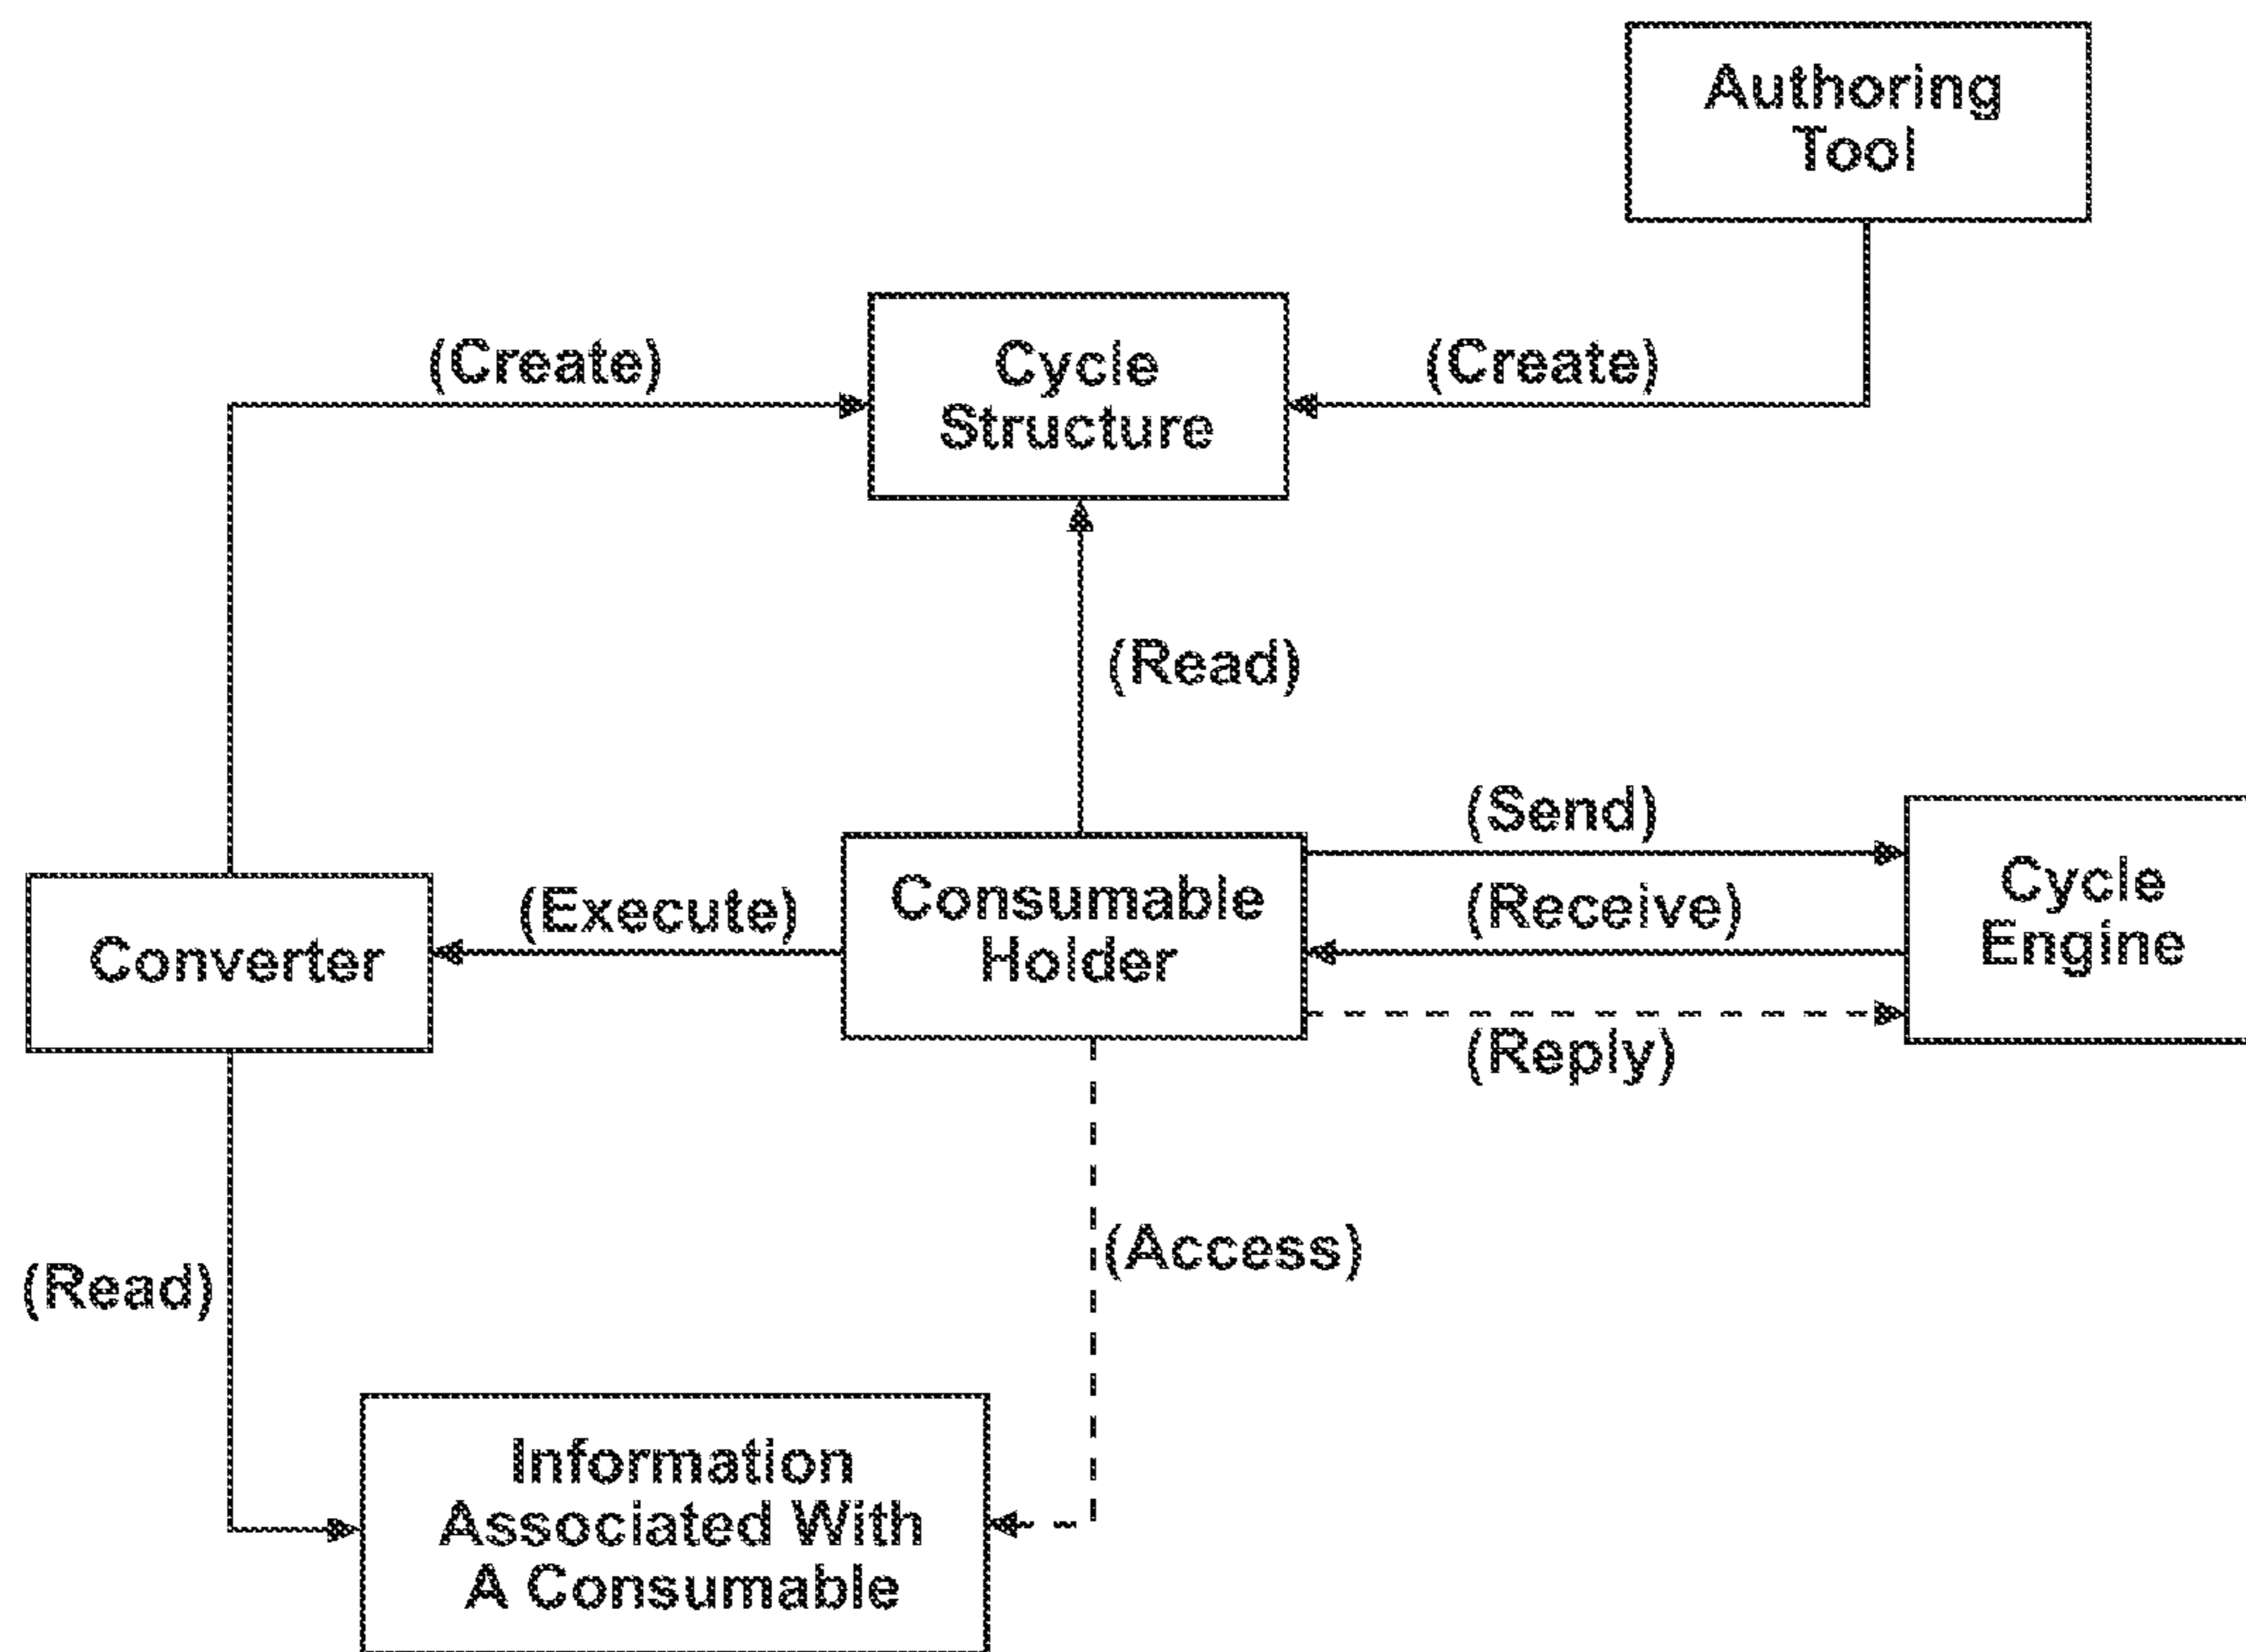 Authoring
Tool
(Create)
Cycle
Structure
(Create)
(Read)
(Send)
(Receive)
(Reply)
Cycle
Engine
Consumable
Holder
(Execute)
Converter
(Access)
(Read)
Information
Associated With
A Consumable